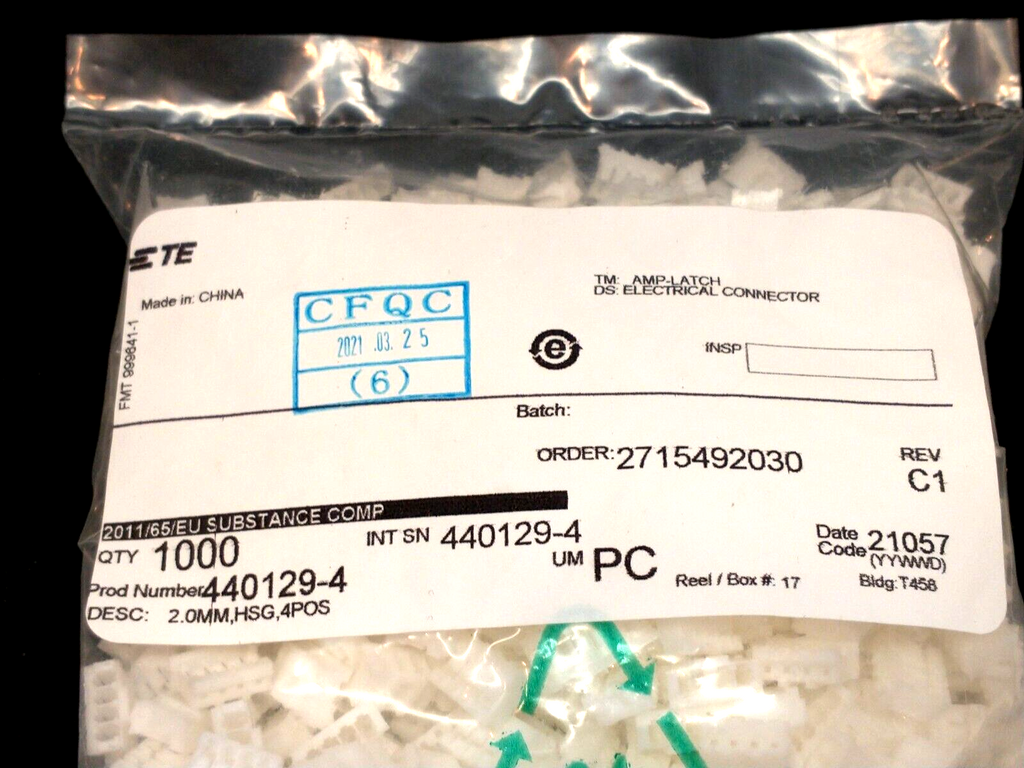 TE
Made in: CHINA
FMT 999641-1
CFQC
2021 .03. 25
(6)
TM: AMP-LATCH
DS: ELECTRICAL CONNECTOR
e
INSP
Batch:
ORDER:2715492030
REV
C1
2011/65/EU SUBSTANCE COMP
QTY 1000
INT SN 440129-4
UM PC
Date Code 21057
(YYWWD)
Prod Number 440129-4
Reel / Box #: 17
Bldg:T458
DESC: 2.0MM,HSG,4POS